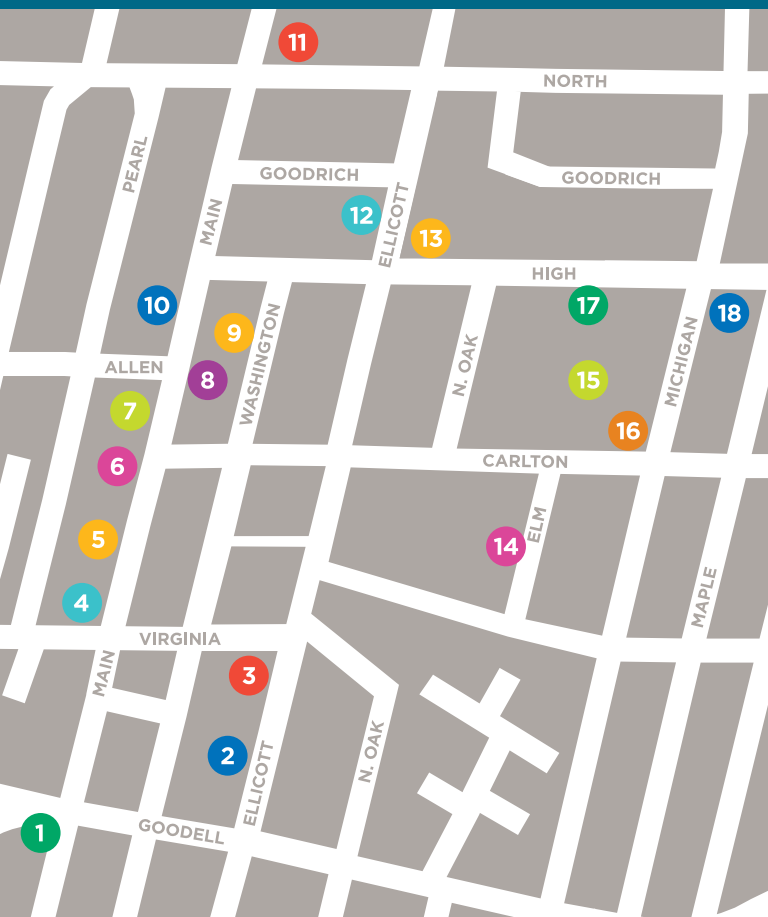 11
NORTH
PEARL
GOODRICH
GOODRICH
MAIN
12
ELLICOTT
13
HIGH
10
17
18
9
WASHINGTON
N. OAK
MICHIGAN
ALLEN
8
15
7
16
6
CARLTON
5
14
ELM
4
MAPLE
VIRGINIA
MAIN
3
2
N. OAK
ELLICOTT
1
GOODELL